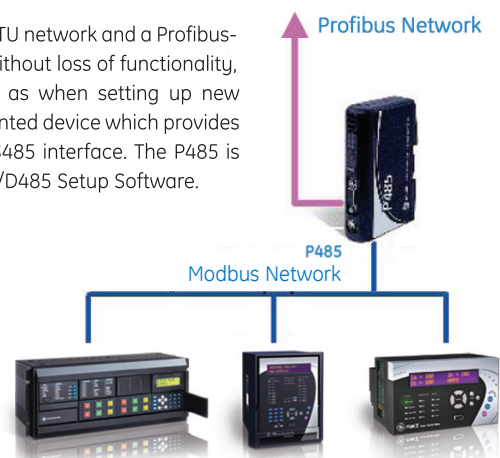 TU network and a Profibus-
ithout loss of functionality,
as when setting up new
nted device which provides
485 interface. The P485 is
/D485 Setup Software.
Profibus Network
P485
P485
Modbus Network